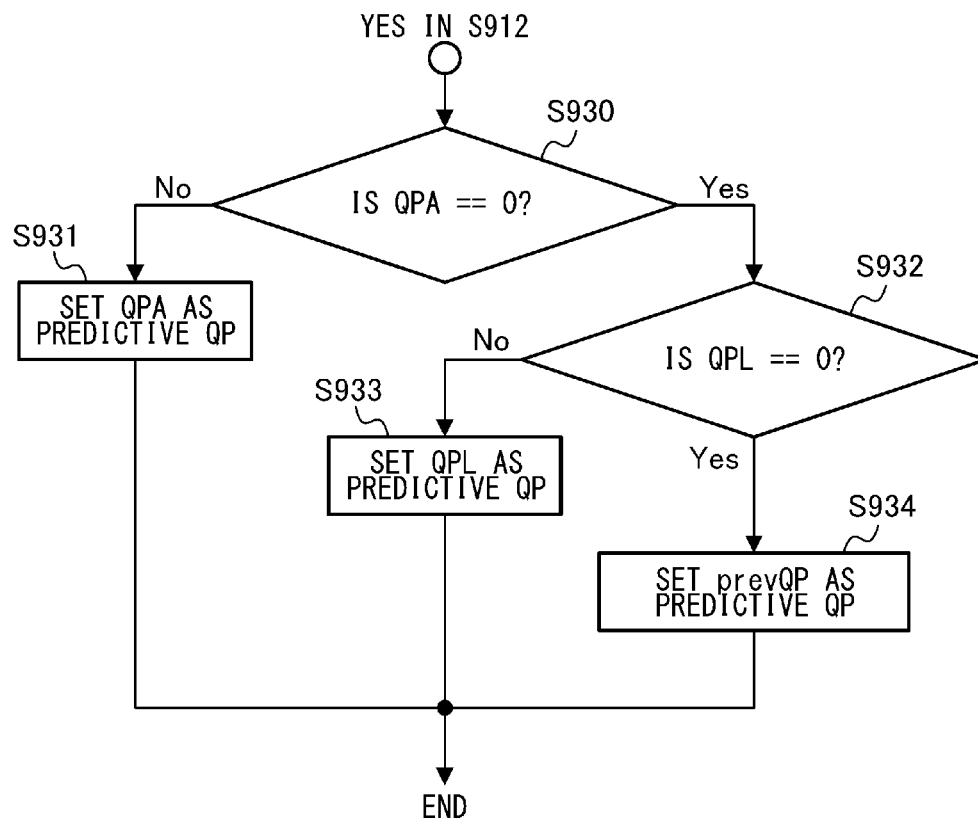 YES IN S912
S930
IS QPA == 0?
No
Yes
S931
SET QPA AS
PREDICTIVE QP
S932
IS QPL == 0?
No
Yes
S933
SET QPL AS
PREDICTIVE QP
S934
SET prevQP AS
PREDICTIVE QP
END